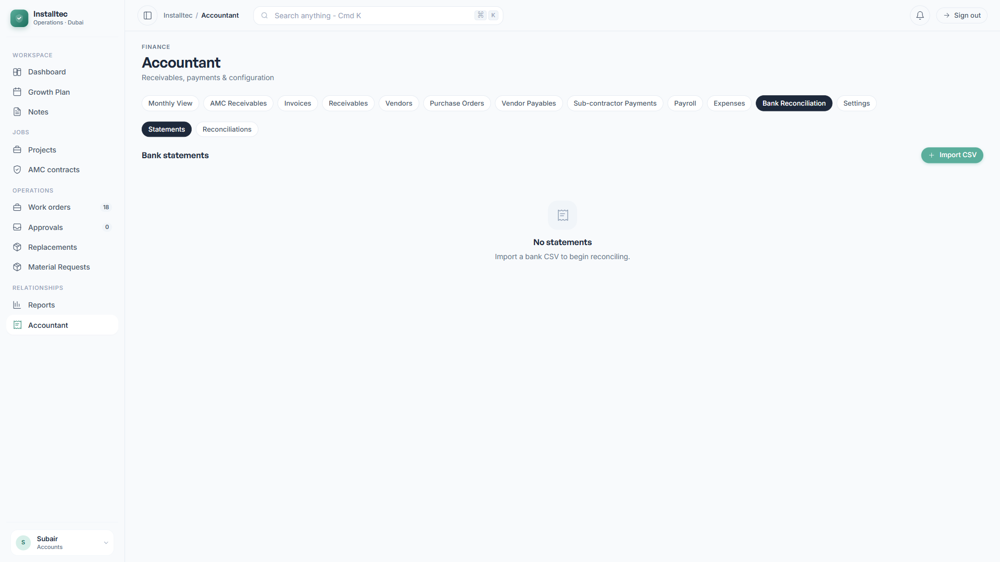 Installtec
Operations · Dubai
WORKSPACE
Dashboard
Growth Plan
Notes
JOBS
Projects
AMC contracts
OPERATIONS
Work orders 18
Approvals 0
Replacements
Material Requests
RELATIONSHIPS
Reports
Accountant
Subair
S
Accounts
Installtec / Accountant
Search anything - Cmd K
⌘ K
Sign out
FINANCE
Accountant
Receivables, payments & configuration
Monthly View AMC Receivables Invoices Receivables Vendors Purchase Orders Vendor Payables Sub-contractor Payments Payroll Expenses Bank Reconciliation Settings
Statements Reconciliations
Bank statements
Import CSV
No statements
Import a bank CSV to begin reconciling.